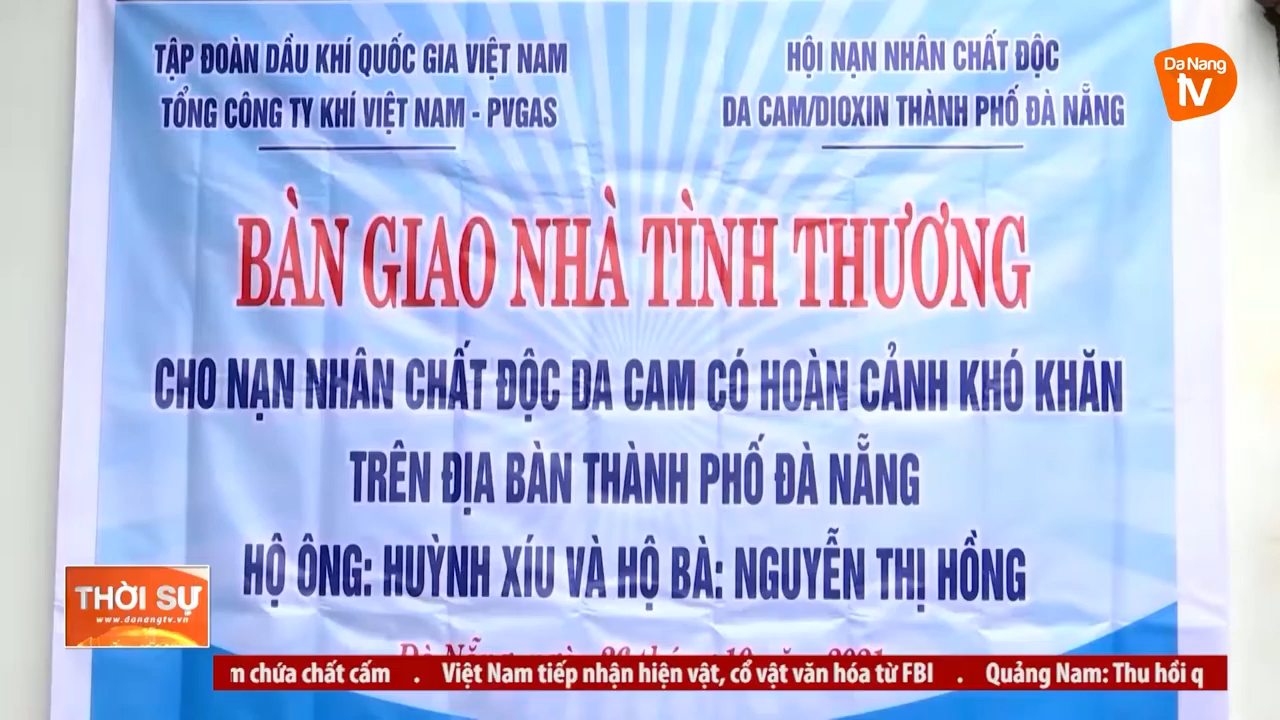 TẬP ĐOÀN DẦU KHÍ QUỐC GIA VIỆT NAM
TỔNG CÔNG TY KHÍ VIỆT NAM - PVGAS
HỘI NẠN NHÂN CHẤT ĐỘC
DA CAM/DIOXIN THÀNH PHỐ ĐÀ NẴNG
Da Nang
tv
BÀN GIAO NHÀ TÌNH THƯƠNG
CHO NẠN NHÂN CHẤT ĐỘC DA CAM CÓ HOÀN CẢNH KHÓ KHĂN
TRÊN ĐỊA BÀN THÀNH PHỐ ĐÀ NẴNG
HỘ ÔNG: HUỲNH XÍU VÀ HỘ BÀ: NGUYỄN THỊ HỒNG
THỜI SỰ
www.danangtv.vn
Đà Nẵng
chứa chất cấm . Việt Nam tiếp nhận hiện vật, cổ vật văn hóa từ FBI . Quảng Nam: Thu hồi